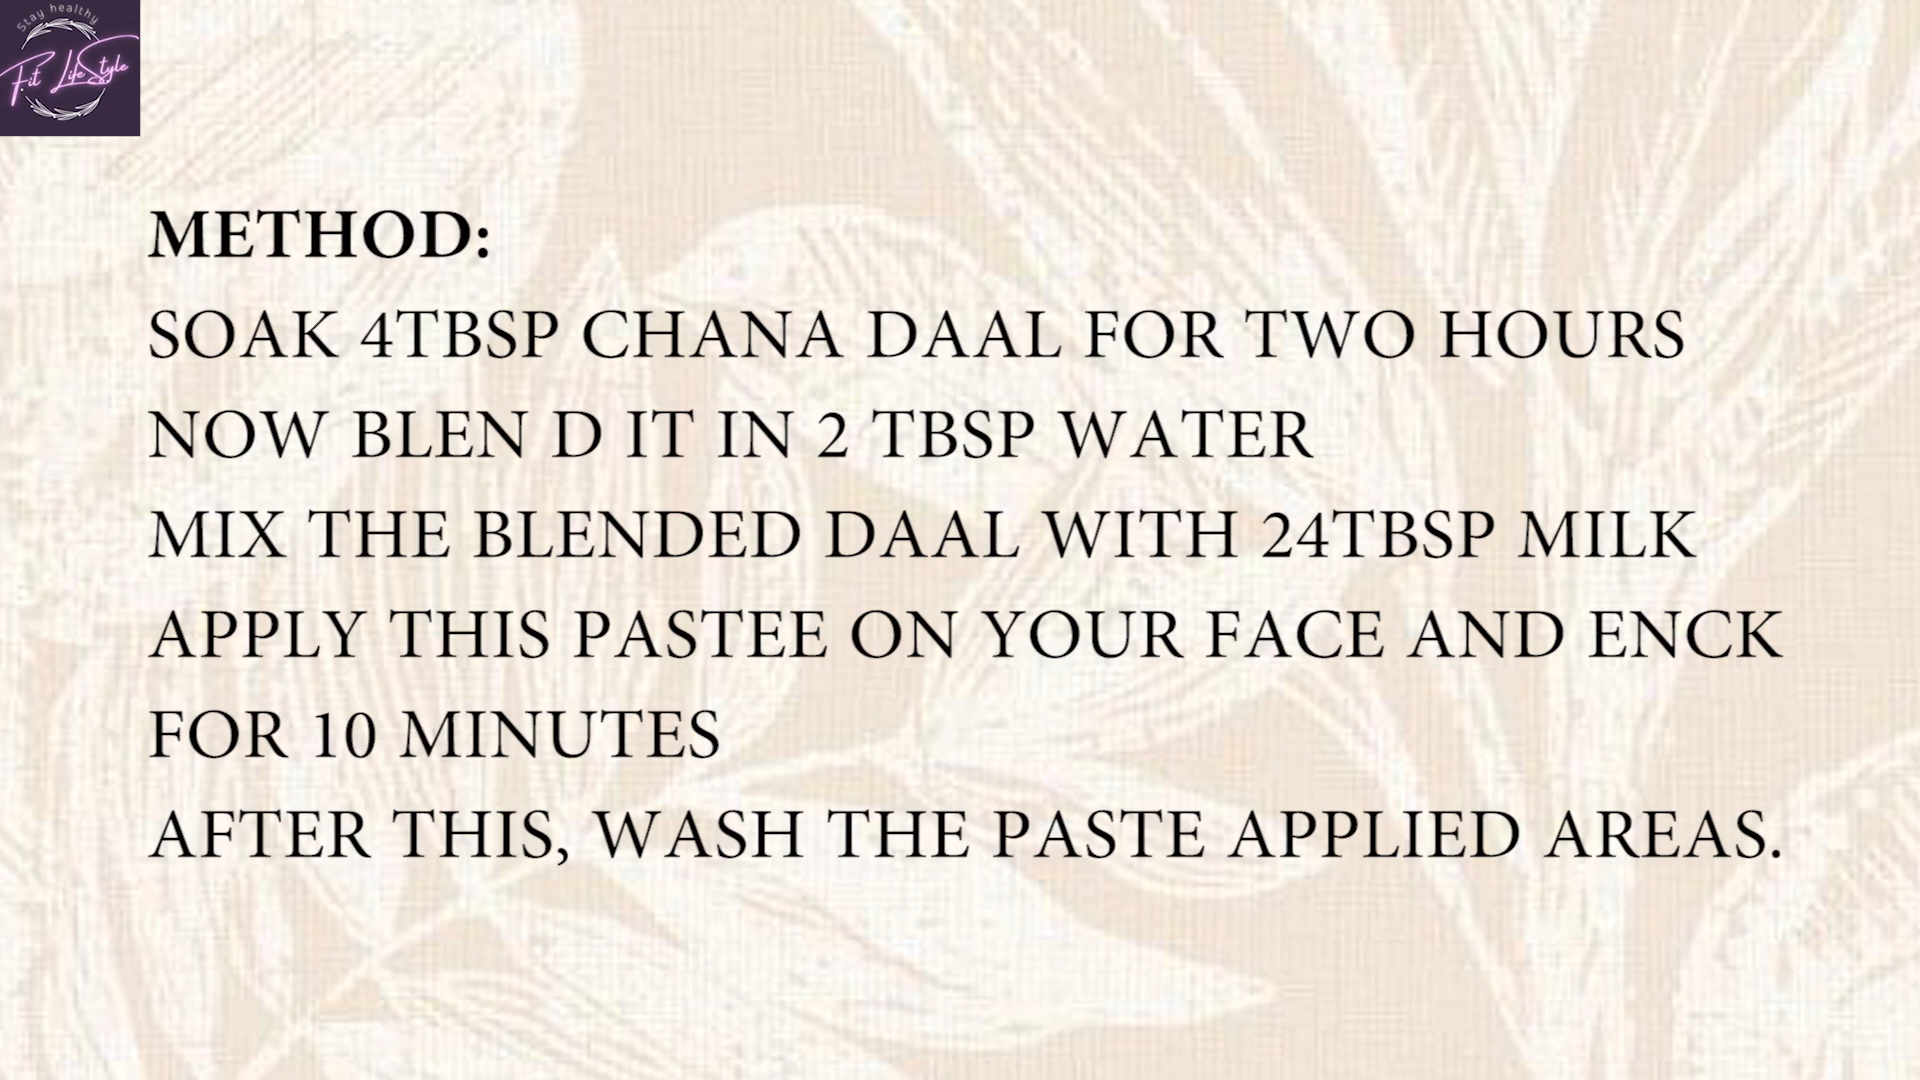 Stay healthy
Fit LifeStyle
METHOD:
SOAK 4TBSP CHANA DAAL FOR TWO HOURS
NOW BLEN D IT IN 2 TBSP WATER
MIX THE BLENDED DAAL WITH 24TBSP MILK
APPLY THIS PASTEE ON YOUR FACE AND ENCK
FOR 10 MINUTES
AFTER THIS, WASH THE PASTE APPLIED AREAS.